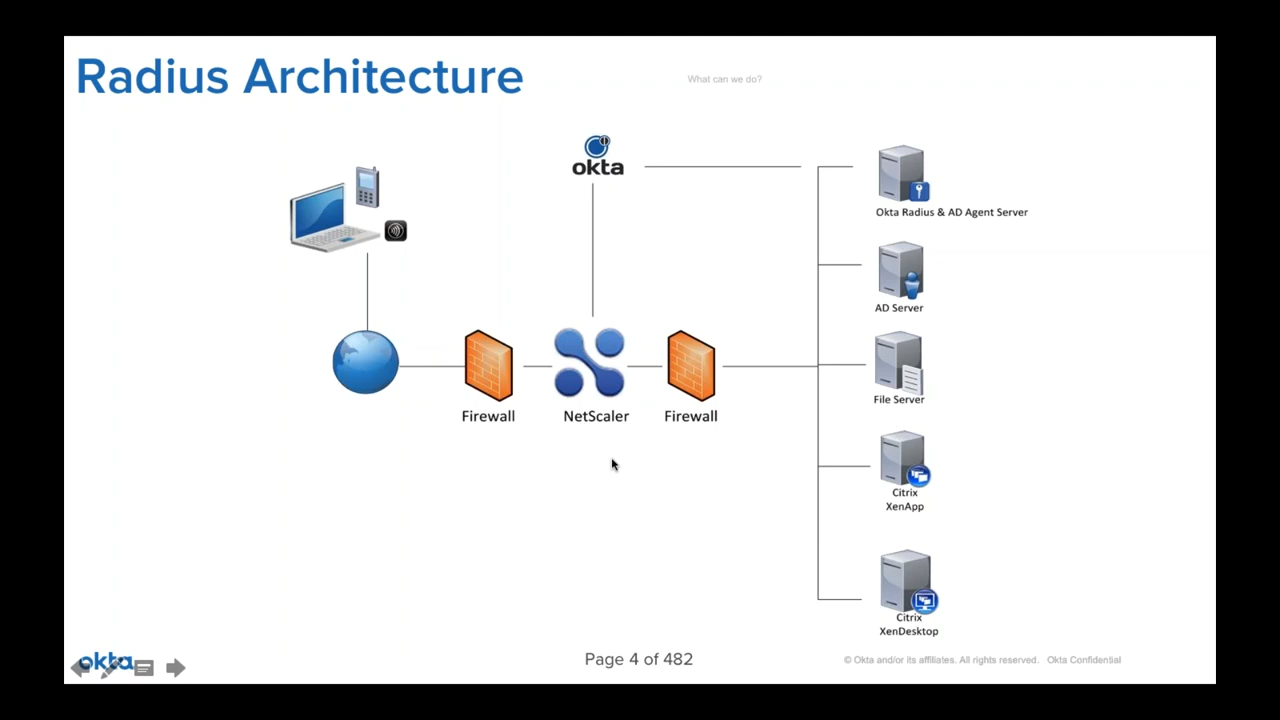 Radius Architecture
What can we do?
okta
Okta Radius & AD Agent Server
AD Server
File Server
Firewall
NetScaler
Firewall
Citrix
XenApp
Citrix
XenDesktop
okta
Page 4 of 482
© Okta and/or its affiliates. All rights reserved. Okta Confidential